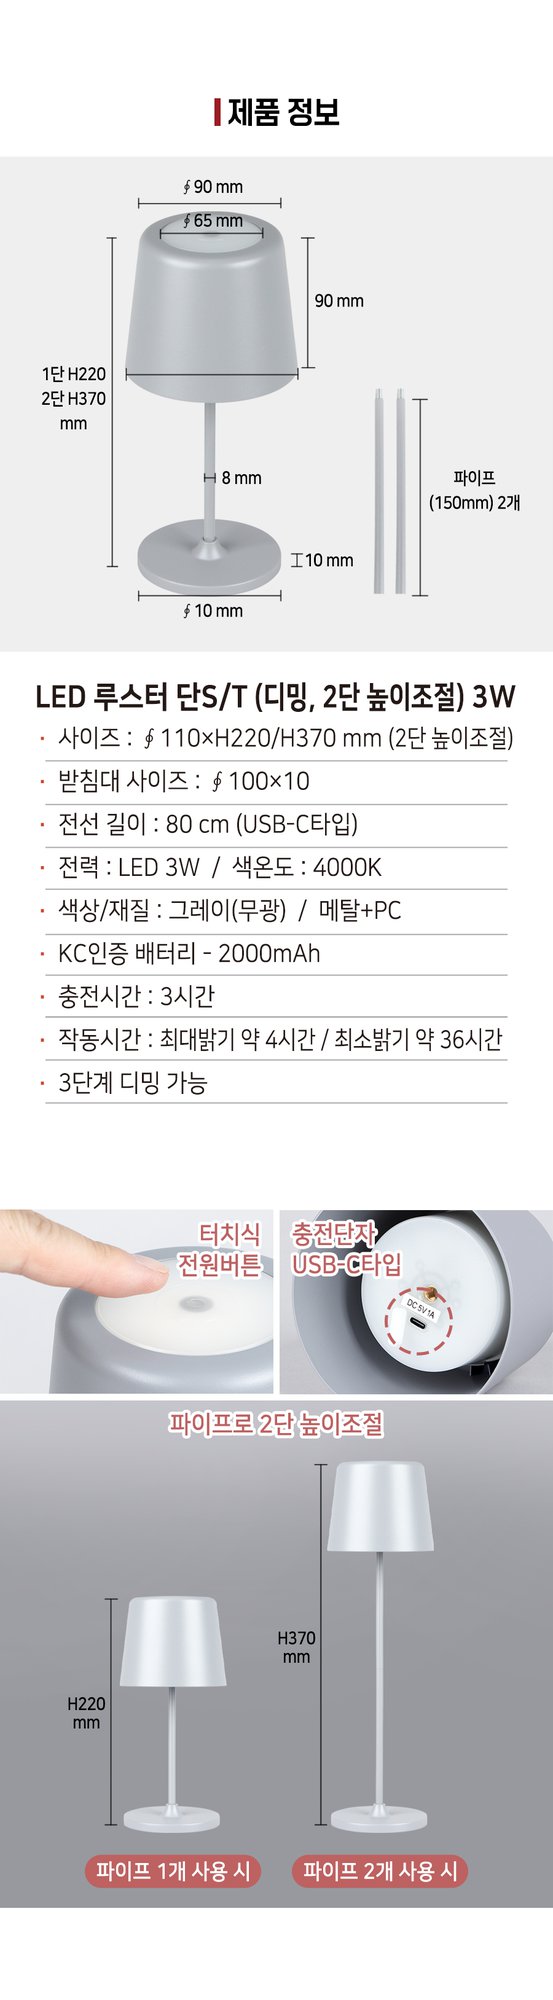 제품 정보
∮90 mm
∮65 mm
90 mm
1단 H220
2단 H370
mm
8 mm
파이프
(150mm) 2개
10 mm
∮10 mm
LED 루스터 단S/T (디밍, 2단 높이조절) 3W
· 사이즈 : ∮110×H220/H370 mm (2단 높이조절)
· 받침대 사이즈 : ∮100×10
· 전선 길이 : 80 cm (USB-C타입)
· 전력 : LED 3W / 색온도 : 4000K
· 색상/재질 : 그레이(무광) / 메탈+PC
· KC인증 배터리 - 2000mAh
· 충전시간 : 3시간
· 작동시간 : 최대밝기 약 4시간 / 최소밝기 약 36시간
· 3단계 디밍 가능
터치식
전원버튼
충전단자
USB-C타입
DC 5V 1A
파이프로 2단 높이조절
H370
mm
H220
mm
파이프 1개 사용 시
파이프 2개 사용 시